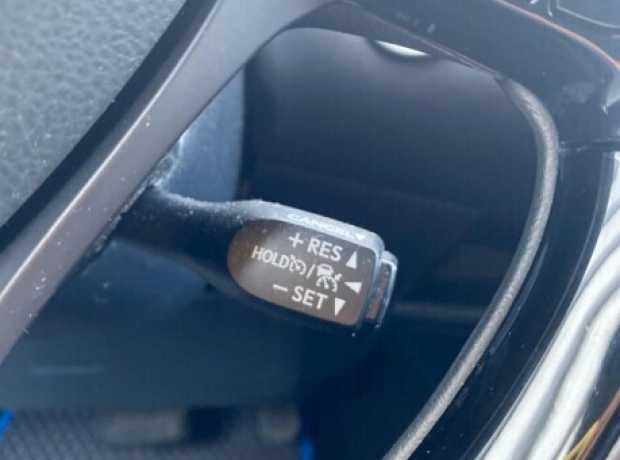 CANCEL
+ RES
HOLD /
– SET